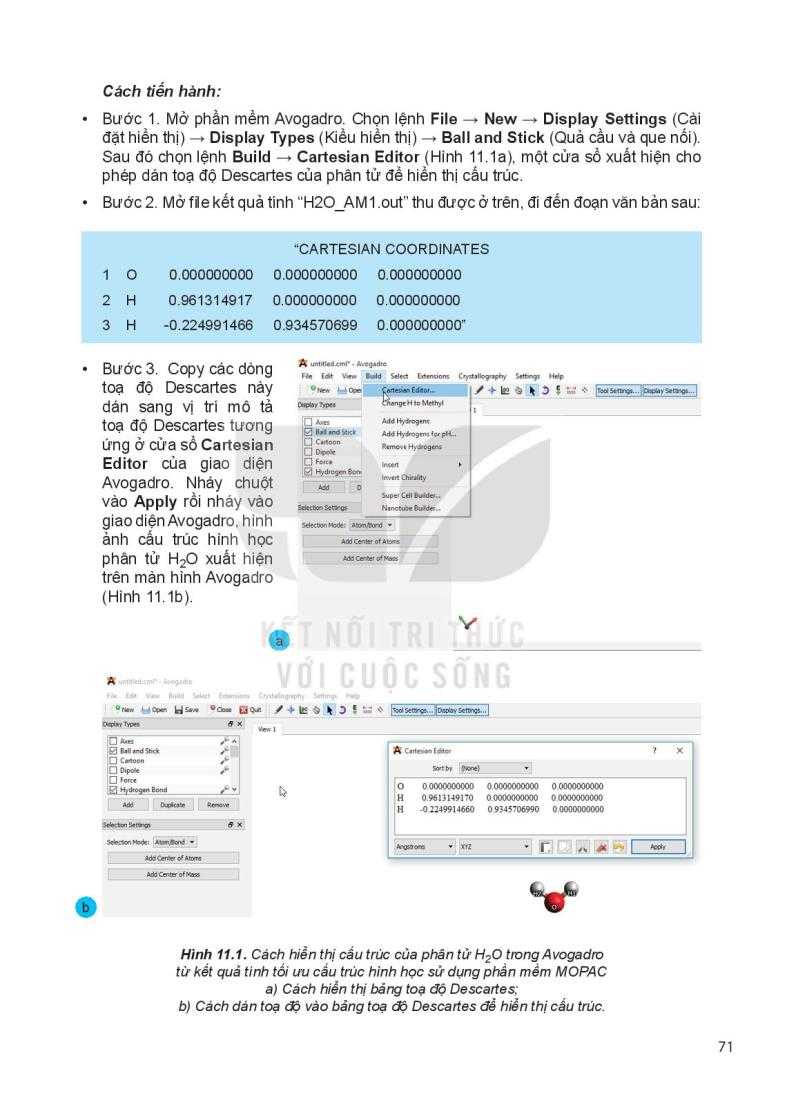 Cách tiến hành:
• Bước 1. Mở phần mềm Avogadro. Chọn lệnh File → New → Display Settings (Cài
đặt hiển thị) → Display Types (Kiểu hiển thị) → Ball and Stick (Quả cầu và que nối).
Sau đó chọn lệnh Build → Cartesian Editor (Hình 11.1a), một cửa sổ xuất hiện cho
phép dán toạ độ Descartes của phân tử để hiển thị cấu trúc.
• Bước 2. Mở file kết quả tính “H2O_AM1.out” thu được ở trên, đi đến đoạn văn bản sau:
“CARTESIAN COORDINATES
1 O 0.000000000 0.000000000 0.000000000
2 H 0.961314917 0.000000000 0.000000000
3 H -0.224991466 0.934570699 0.000000000”
• Bước 3. Copy các dòng
toạ độ Descartes này
dán sang vị trí mô tả
toạ độ Descartes tương
ứng ở cửa sổ Cartesian
Editor của giao diện
Avogadro. Nháy chuột
vào Apply rồi nháy vào
giao diện Avogadro, hình
ảnh cấu trúc hình học
phân tử H₂O xuất hiện
trên màn hình Avogadro
(Hình 11.1b).
untitled.cml* - Avogadro
File Edit View Build Select Extensions Crystallography Settings Help
New Open Tool Settings... Display Settings...
Display Types
Cartesian Editor...
Change H to Methyl
Add Hydrogens
Add Hydrogens for pH...
Remove Hydrogens
Insert
Invert Chirality
Super Cell Builder...
Nanotube Builder...
1
Axes
Ball and Stick
Cartoon
Dipole
Force
Hydrogen Bon
Add D
Selection Settings
Selection Mode: Atom/Bond
Add Center of Atoms
Add Center of Mass
a
KẾT NỐI TRI THỨC
VỚI CUỘC SỐNG
untitled.cml* - Avogadro
File Edit View Build Select Extensions Crystallography Settings Help
New Open Save Close Quit Tool Settings... Display Settings...
Display Types
View 1
Axes
Ball and Stick
Cartoon
Dipole
Force
Hydrogen Bond
Add Duplicate Remove
Selection Settings
Selection Mode: Atom/Bond
Add Center of Atoms
Add Center of Mass
Cartesian Editor ? ×
Sort by (None)
O 0.0000000000 0.0000000000 0.0000000000
H 0.9613149170 0.0000000000 0.0000000000
H -0.2249914660 0.9345706990 0.0000000000
Angstroms XYZ Apply
b
Hình 11.1. Cách hiển thị cấu trúc của phân tử H₂O trong Avogadro
từ kết quả tính tối ưu cấu trúc hình học sử dụng phần mềm MOPAC
a) Cách hiển thị bảng toạ độ Descartes;
b) Cách dán toạ độ vào bảng toạ độ Descartes để hiển thị cấu trúc.
71